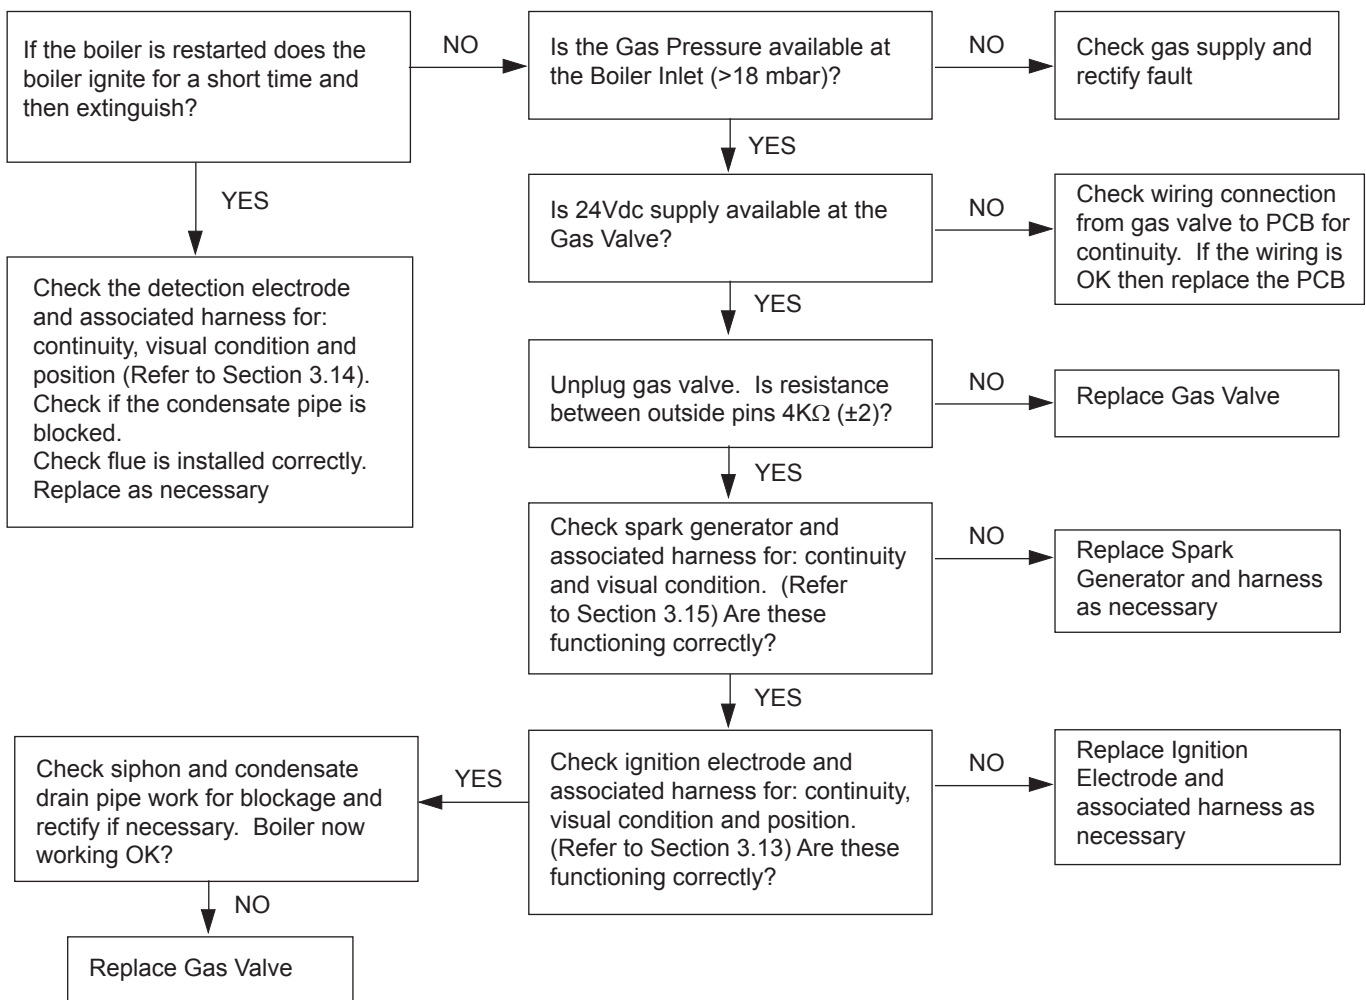 If the boiler is restarted does the
boiler ignite for a short time and
then extinguish?
NO
Is the Gas Pressure available at
the Boiler Inlet (>18 mbar)?
NO
Check gas supply and
rectify fault
YES
YES
Check the detection electrode
and associated harness for:
continuity, visual condition and
position (Refer to Section 3.14).
Check if the condensate pipe is
blocked.
Check flue is installed correctly.
Replace as necessary
Is 24Vdc supply available at the
Gas Valve?
NO
Check wiring connection
from gas valve to PCB for
continuity.  If the wiring is
OK then replace the PCB
YES
Unplug gas valve.  Is resistance
between outside pins 4KΩ (±2)?
NO
Replace Gas Valve
YES
Check spark generator and
associated harness for: continuity
and visual condition.  (Refer
to Section 3.15) Are these
functioning correctly?
NO
Replace Spark
Generator and harness
as necessary
YES
Check ignition electrode and
associated harness for: continuity,
visual condition and position.
(Refer to Section 3.13) Are these
functioning correctly?
NO
Replace Ignition
Electrode and
associated harness as
necessary
YES
Check siphon and condensate
drain pipe work for blockage and
rectify if necessary.  Boiler now
working OK?
NO
Replace Gas Valve